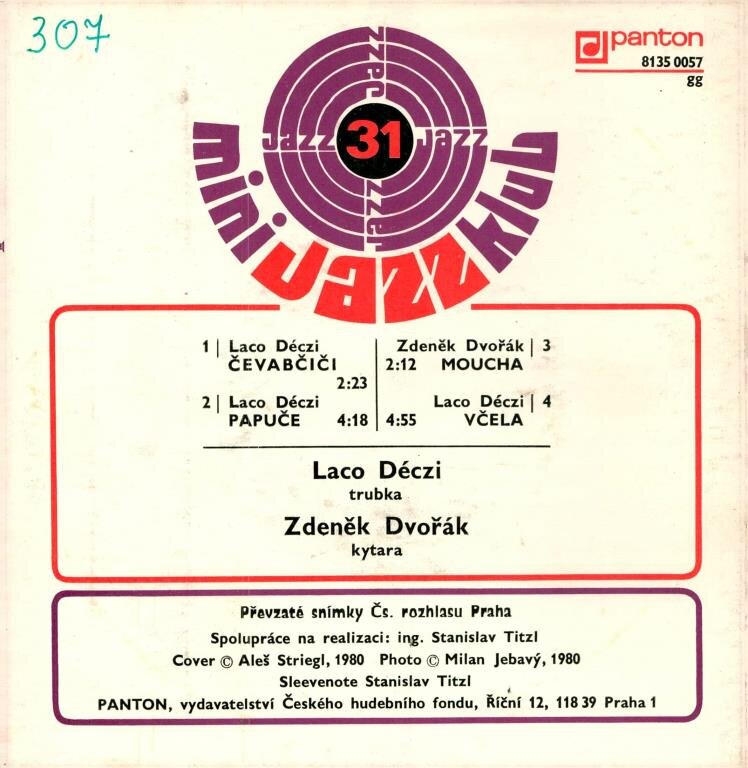 307
panton
8135 0057
gg
jazz
jazz 31 jazz
jazz
mini jazz klub
1 | Laco Déczi
ČEVABČIČI
2:23
2 | Laco Déczi
PAPUČE 4:18
Zdeněk Dvořák | 3
2:12 MOUCHA
Laco Déczi | 4
4:55 VČELA
Laco Déczi
trubka
Zdeněk Dvořák
kytara
Převzaté snímky Čs. rozhlasu Praha
Spolupráce na realizaci: ing. Stanislav Titzl
Cover © Aleš Striegl, 1980 Photo © Milan Jebavý, 1980
Sleevenote Stanislav Titzl
PANTON, vydavatelství Českého hudebního fondu, Říční 12, 118 39 Praha 1